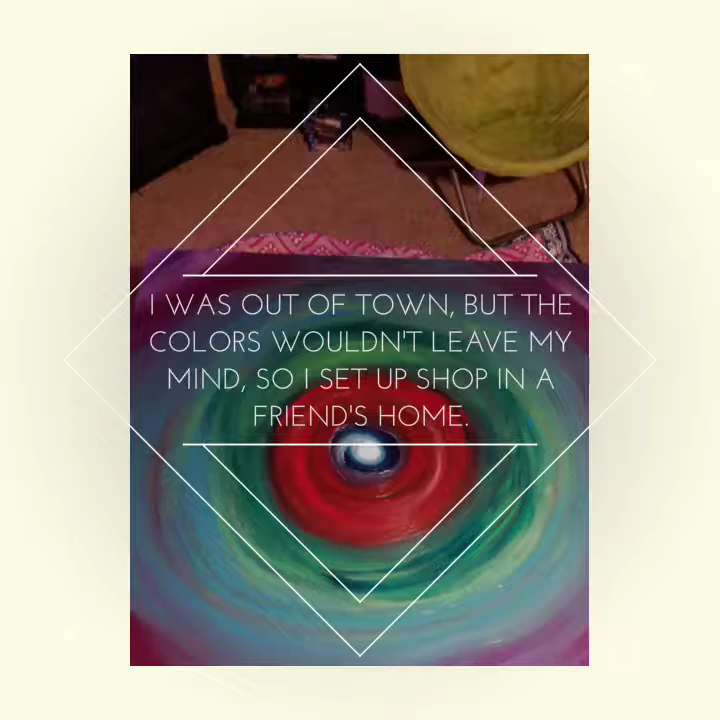 I WAS OUT OF TOWN, BUT THE
COLORS WOULDN'T LEAVE MY
MIND, SO I SET UP SHOP IN A
FRIEND'S HOME.